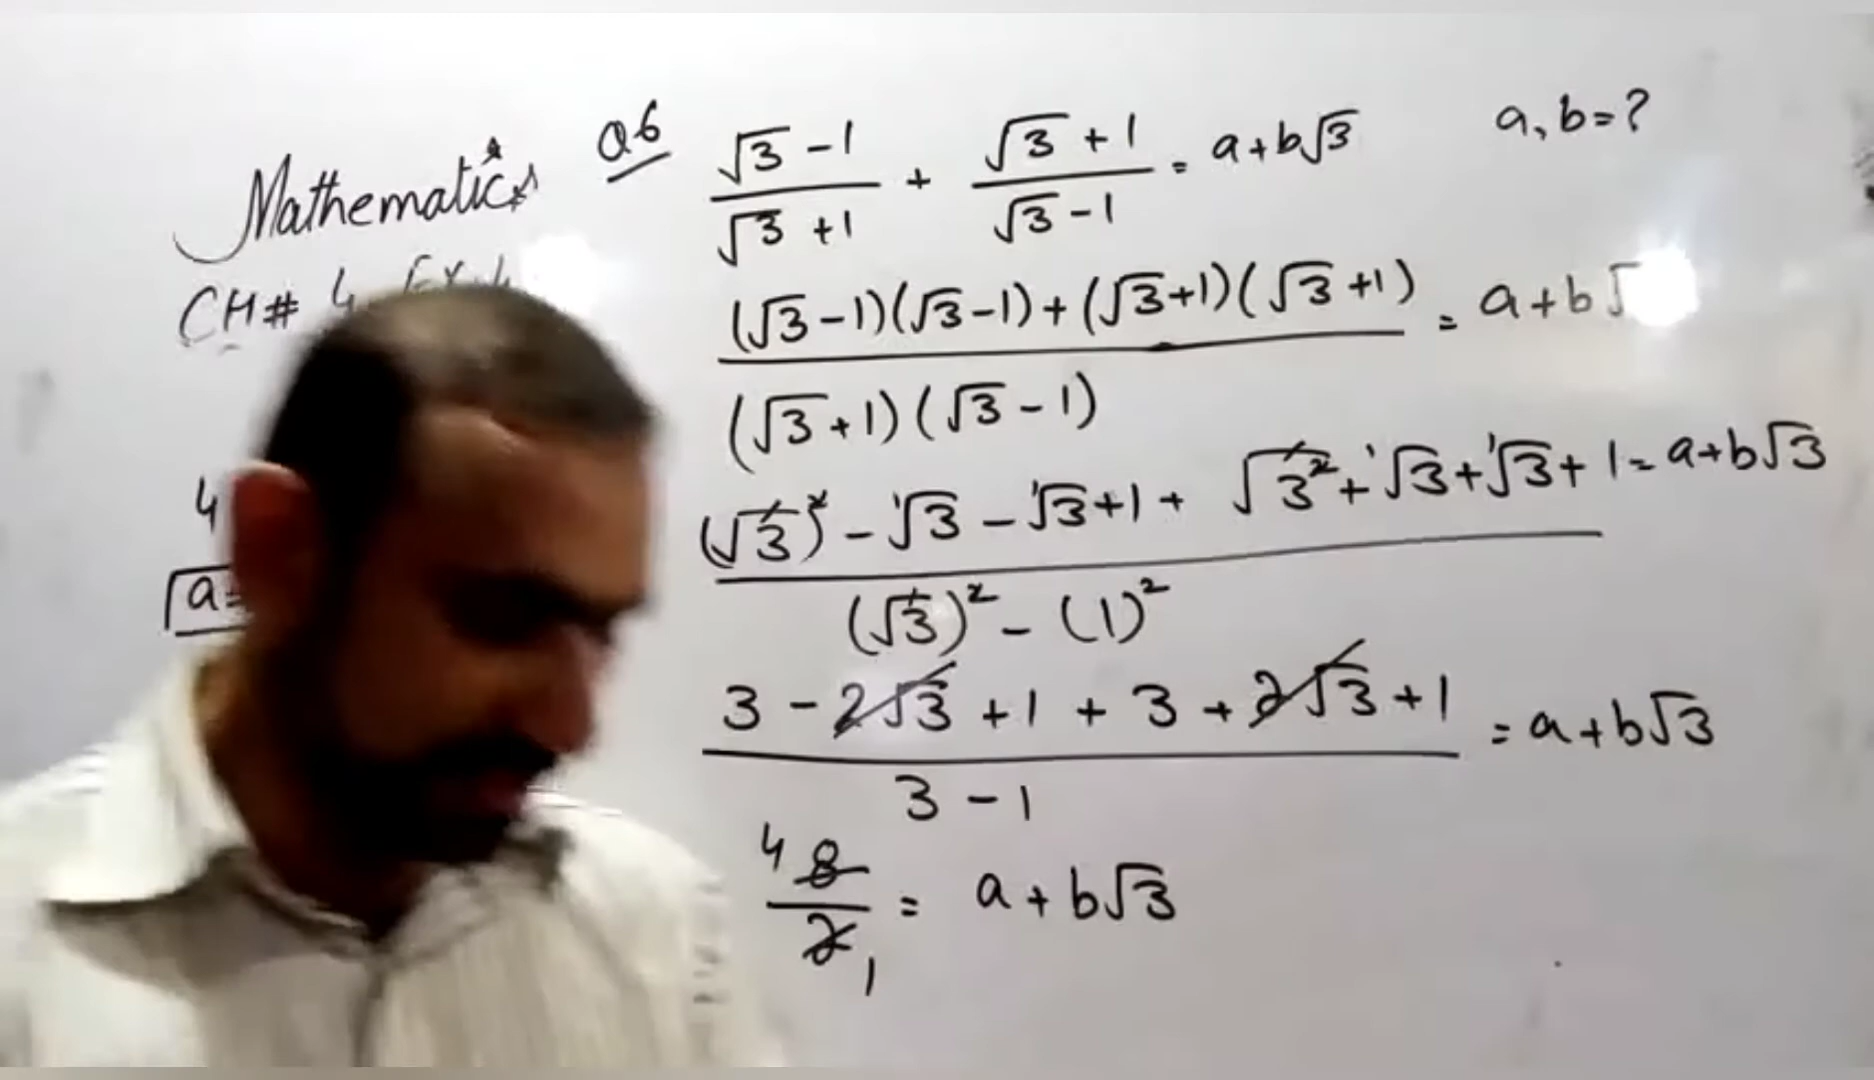 Mathematics
CH# 4
4
a=
Q6 (√3 - 1)/(√3 + 1) + (√3 + 1)/(√3 - 1) = a+b√3 a, b = ?
((√3 - 1)(√3 - 1) + (√3+1)(√3 +1))/((√3+1)(√3 - 1)) = a+b√
((√3)² - √3 - √3+1 + √3² + √3+√3+1)/((√3)² - (1)²) = a+b√3
(3 - 2√3 +1 + 3 + 2√3 +1)/(3 - 1) = a+b√3
4 8/2 1 = a + b√3